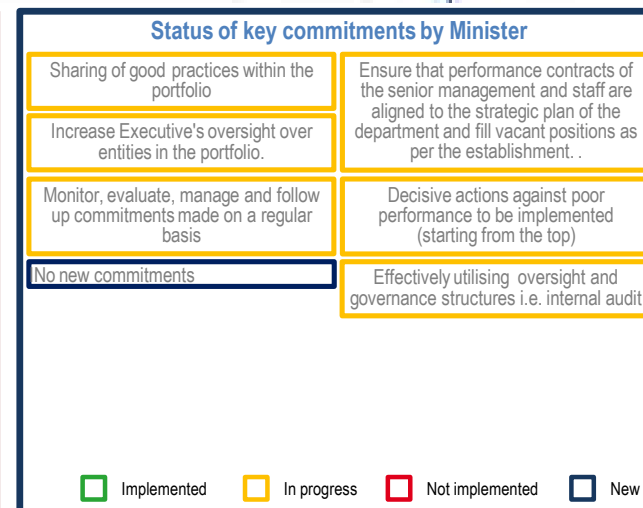 Status of key commitments by Minister
Sharing of good practices within the
portfolio
Increase Executive's oversight over
entities in the portfolio.
Monitor, evaluate, manage and follow
up commitments made on a regular
basis
No new commitments
Ensure that performance contracts of
the senior management and staff are
aligned to the strategic plan of the
department and fill vacant positions as
per the establishment. .
Decisive actions against poor
performance to be implemented
(starting from the top)
Effectively utilising oversight and
governance structures i.e. internal audit
Implemented
In progress
Not implemented
New